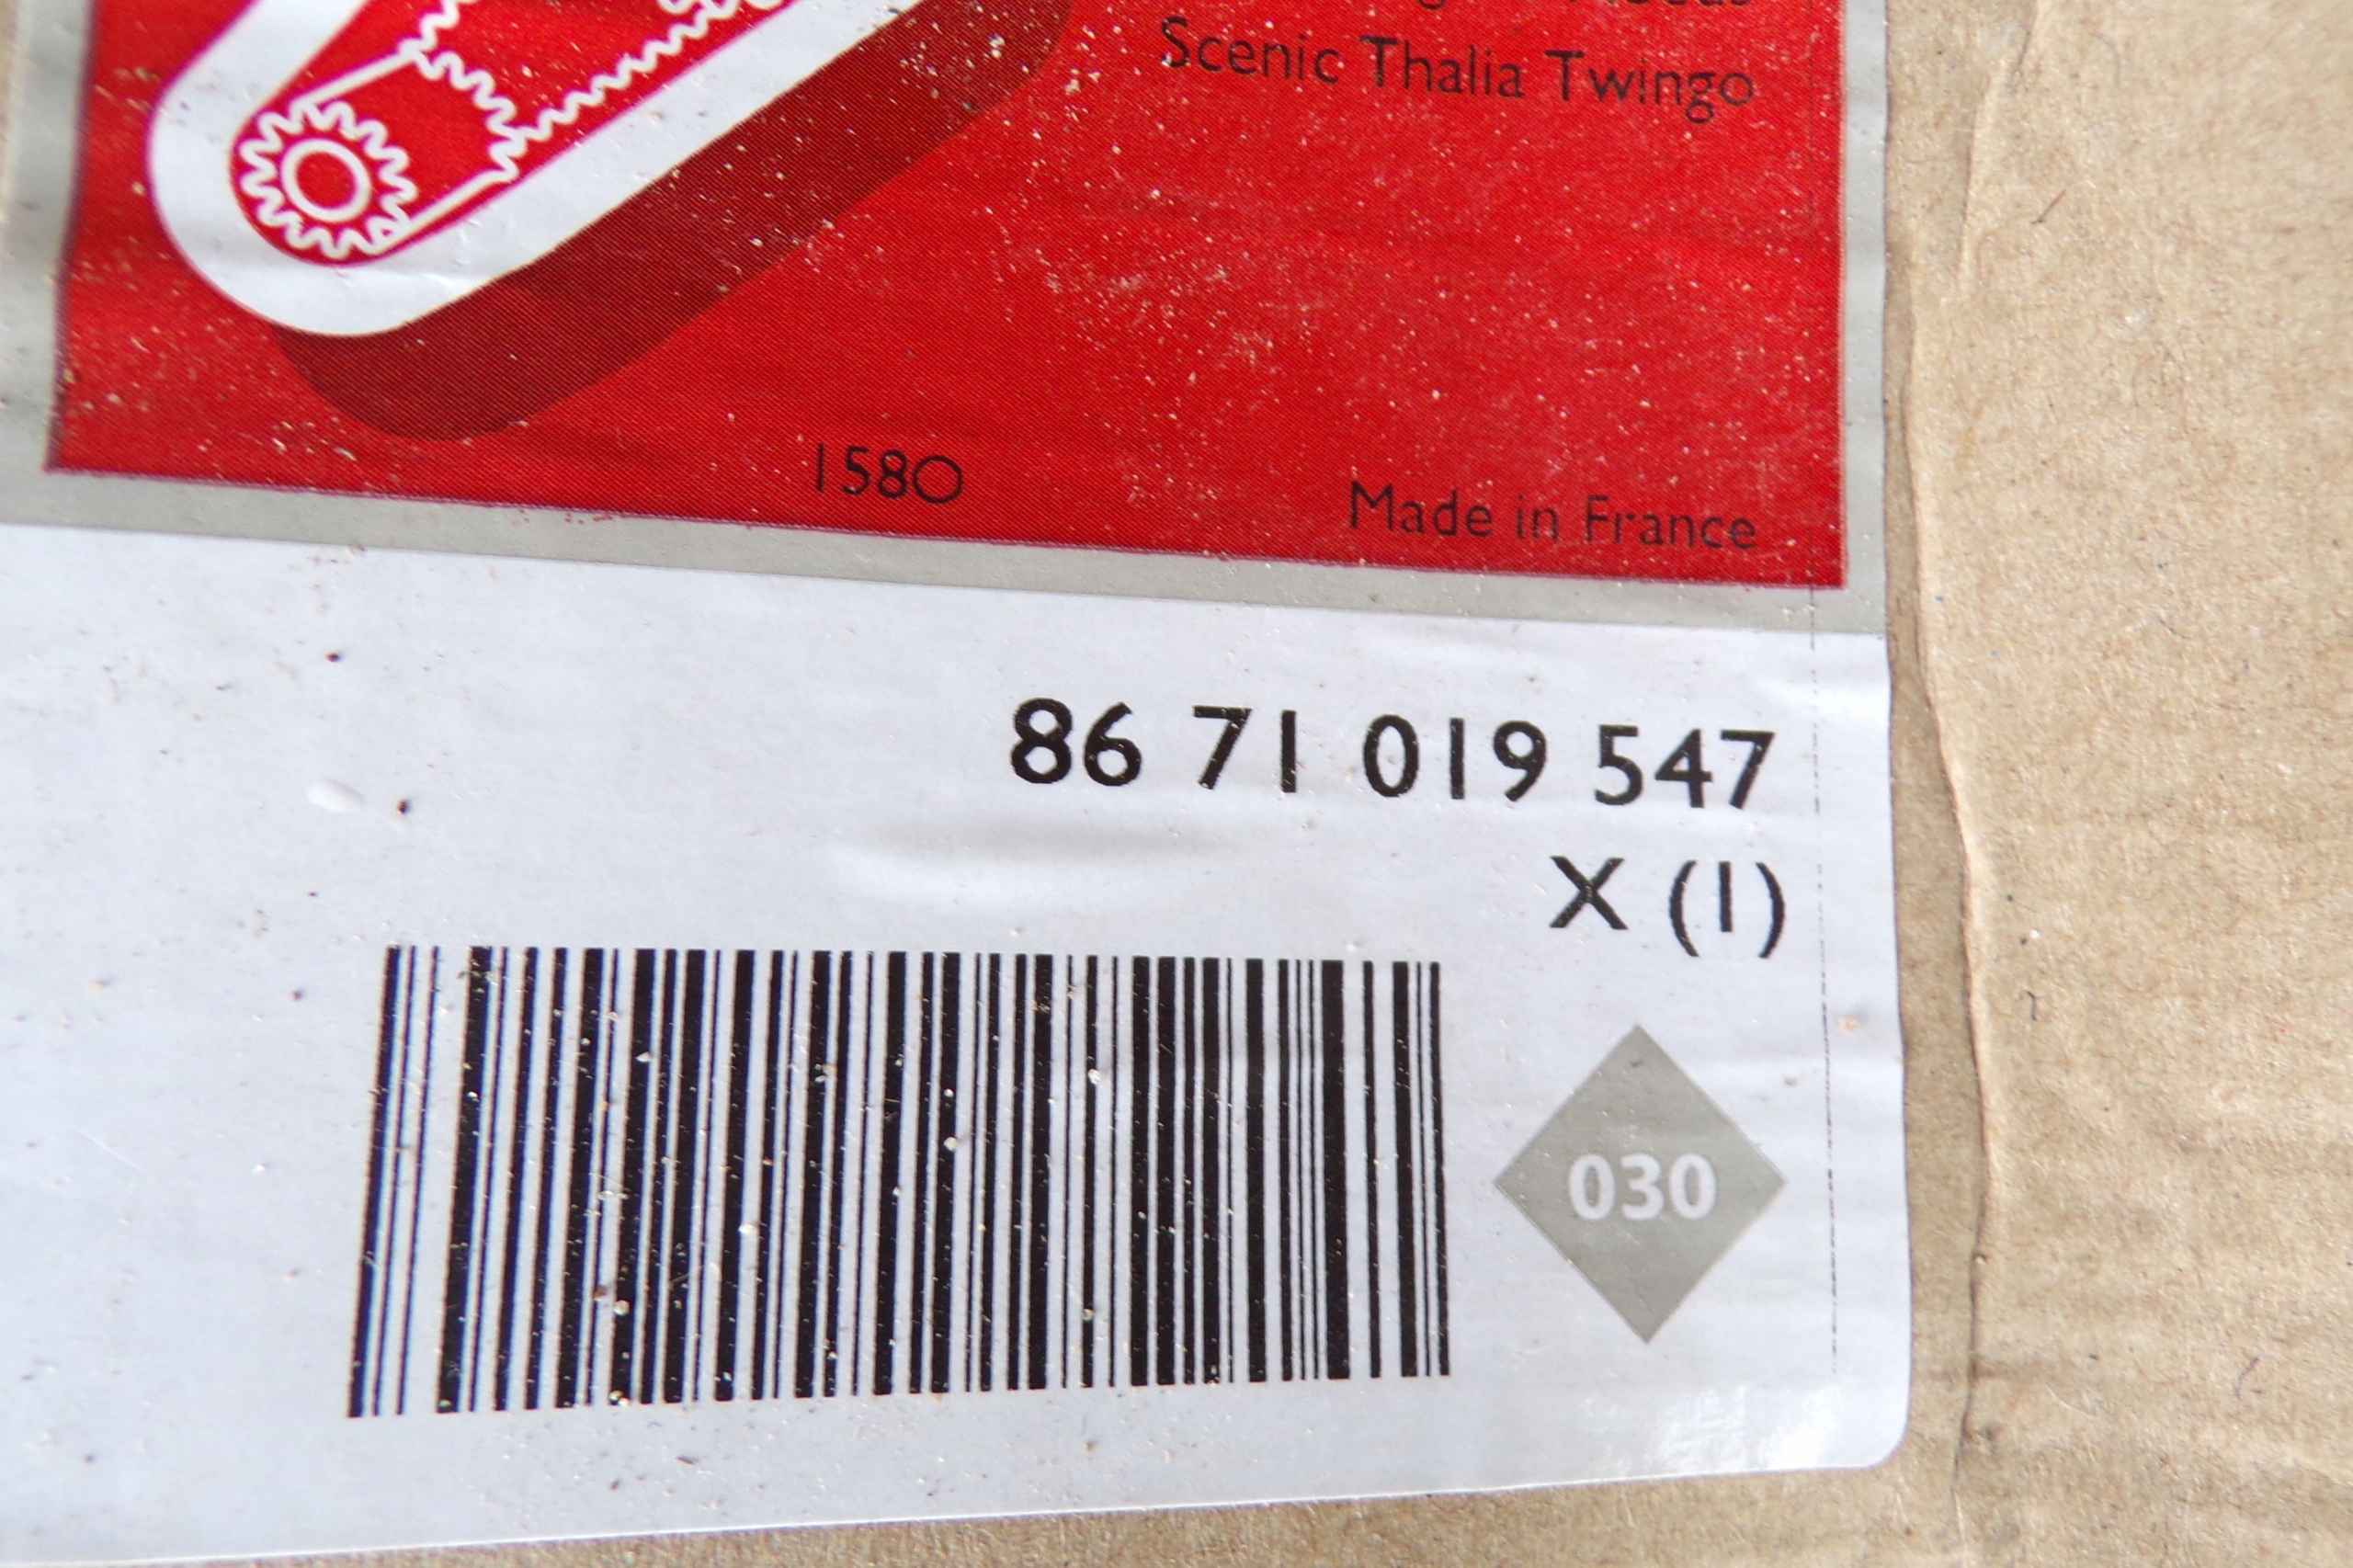 Scenic Thalia Twingo
1580
Made in France
86 71 019 547
X (1)
030